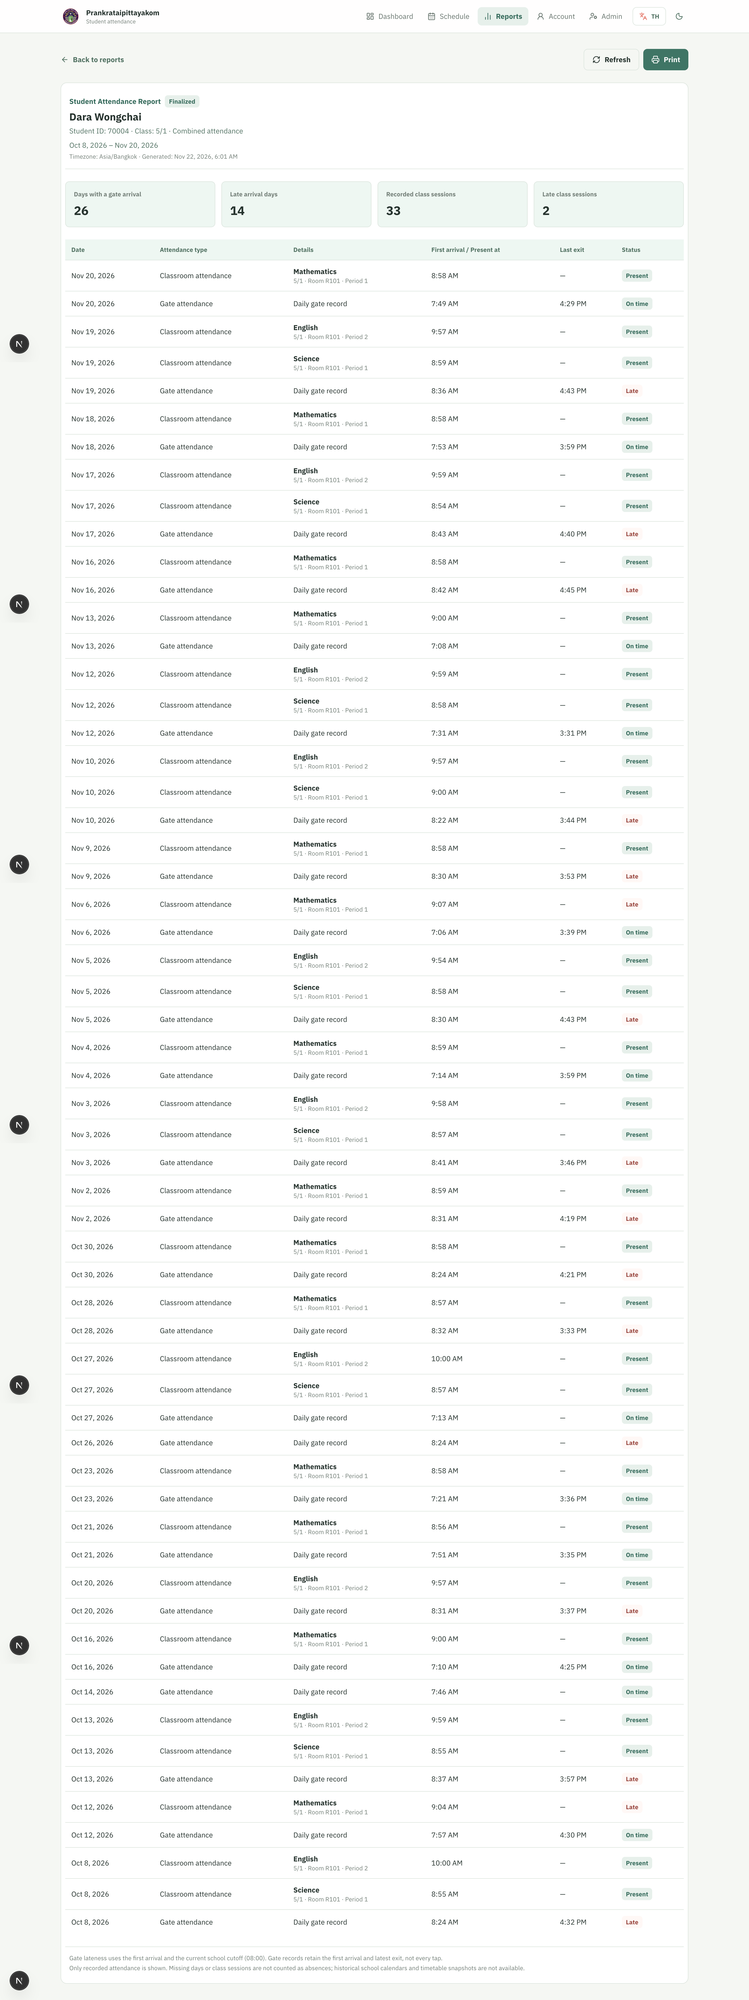 Prankrataipittayakom
Student attendance
Dashboard
Schedule
Reports
Account
Admin
TH
Back to reports
Refresh
Print
Student Attendance Report Finalized
Dara Wongchai
Student ID: 70004 · Class: 5/1 · Combined attendance
Oct 8, 2026 – Nov 20, 2026
Timezone: Asia/Bangkok · Generated: Nov 22, 2026, 6:01 AM
Days with a gate arrival
26
Late arrival days
14
Recorded class sessions
33
Late class sessions
2
Date Attendance type Details First arrival / Present at Last exit Status
Nov 20, 2026 Classroom attendance Mathematics 8:58 AM — Present
5/1 · Room R101 · Period 1
Nov 20, 2026 Gate attendance Daily gate record 7:49 AM 4:29 PM On time
Nov 19, 2026 Classroom attendance English 9:57 AM — Present
5/1 · Room R101 · Period 2
Nov 19, 2026 Classroom attendance Science 8:59 AM — Present
5/1 · Room R101 · Period 1
Nov 19, 2026 Gate attendance Daily gate record 8:36 AM 4:43 PM Late
Nov 18, 2026 Classroom attendance Mathematics 8:58 AM — Present
5/1 · Room R101 · Period 1
Nov 18, 2026 Gate attendance Daily gate record 7:53 AM 3:59 PM On time
Nov 17, 2026 Classroom attendance English 9:59 AM — Present
5/1 · Room R101 · Period 2
Nov 17, 2026 Classroom attendance Science 8:54 AM — Present
5/1 · Room R101 · Period 1
Nov 17, 2026 Gate attendance Daily gate record 8:43 AM 4:40 PM Late
Nov 16, 2026 Classroom attendance Mathematics 8:58 AM — Present
5/1 · Room R101 · Period 1
Nov 16, 2026 Gate attendance Daily gate record 8:42 AM 4:45 PM Late
Nov 13, 2026 Classroom attendance Mathematics 9:00 AM — Present
5/1 · Room R101 · Period 1
Nov 13, 2026 Gate attendance Daily gate record 7:08 AM — On time
Nov 12, 2026 Classroom attendance English 9:59 AM — Present
5/1 · Room R101 · Period 2
Nov 12, 2026 Classroom attendance Science 8:58 AM — Present
5/1 · Room R101 · Period 1
Nov 12, 2026 Gate attendance Daily gate record 7:31 AM 3:31 PM On time
Nov 10, 2026 Classroom attendance English 9:57 AM — Present
5/1 · Room R101 · Period 2
Nov 10, 2026 Classroom attendance Science 9:00 AM — Present
5/1 · Room R101 · Period 1
Nov 10, 2026 Gate attendance Daily gate record 8:22 AM 3:44 PM Late
Nov 9, 2026 Classroom attendance Mathematics 8:58 AM — Present
5/1 · Room R101 · Period 1
Nov 9, 2026 Gate attendance Daily gate record 8:30 AM 3:53 PM Late
Nov 6, 2026 Classroom attendance Mathematics 9:07 AM — Late
5/1 · Room R101 · Period 1
Nov 6, 2026 Gate attendance Daily gate record 7:06 AM 3:39 PM On time
Nov 5, 2026 Classroom attendance English 9:54 AM — Present
5/1 · Room R101 · Period 2
Nov 5, 2026 Classroom attendance Science 8:58 AM — Present
5/1 · Room R101 · Period 1
Nov 5, 2026 Gate attendance Daily gate record 8:30 AM 4:43 PM Late
Nov 4, 2026 Classroom attendance Mathematics 8:59 AM — Present
5/1 · Room R101 · Period 1
Nov 4, 2026 Gate attendance Daily gate record 7:14 AM 3:59 PM On time
Nov 3, 2026 Classroom attendance English 9:58 AM — Present
5/1 · Room R101 · Period 2
Nov 3, 2026 Classroom attendance Science 8:57 AM — Present
5/1 · Room R101 · Period 1
Nov 3, 2026 Gate attendance Daily gate record 8:41 AM 3:46 PM Late
Nov 2, 2026 Classroom attendance Mathematics 8:59 AM — Present
5/1 · Room R101 · Period 1
Nov 2, 2026 Gate attendance Daily gate record 8:31 AM 4:19 PM Late
Oct 30, 2026 Classroom attendance Mathematics 8:58 AM — Present
5/1 · Room R101 · Period 1
Oct 30, 2026 Gate attendance Daily gate record 8:24 AM 4:21 PM Late
Oct 28, 2026 Classroom attendance Mathematics 8:57 AM — Present
5/1 · Room R101 · Period 1
Oct 28, 2026 Gate attendance Daily gate record 8:32 AM 3:33 PM Late
Oct 27, 2026 Classroom attendance English 10:00 AM — Present
5/1 · Room R101 · Period 2
Oct 27, 2026 Classroom attendance Science 8:57 AM — Present
5/1 · Room R101 · Period 1
Oct 27, 2026 Gate attendance Daily gate record 7:13 AM — On time
Oct 26, 2026 Gate attendance Daily gate record 8:24 AM — Late
Oct 23, 2026 Classroom attendance Mathematics 8:58 AM — Present
5/1 · Room R101 · Period 1
Oct 23, 2026 Gate attendance Daily gate record 7:21 AM 3:36 PM On time
Oct 21, 2026 Classroom attendance Mathematics 8:56 AM — Present
5/1 · Room R101 · Period 1
Oct 21, 2026 Gate attendance Daily gate record 7:51 AM 3:35 PM On time
Oct 20, 2026 Classroom attendance English 9:57 AM — Present
5/1 · Room R101 · Period 2
Oct 20, 2026 Gate attendance Daily gate record 8:31 AM 3:37 PM Late
Oct 16, 2026 Classroom attendance Mathematics 9:00 AM — Present
5/1 · Room R101 · Period 1
Oct 16, 2026 Gate attendance Daily gate record 7:10 AM 4:25 PM On time
Oct 14, 2026 Gate attendance Daily gate record 7:46 AM — On time
Oct 13, 2026 Classroom attendance English 9:59 AM — Present
5/1 · Room R101 · Period 2
Oct 13, 2026 Classroom attendance Science 8:55 AM — Present
5/1 · Room R101 · Period 1
Oct 13, 2026 Gate attendance Daily gate record 8:37 AM 3:57 PM Late
Oct 12, 2026 Classroom attendance Mathematics 9:04 AM — Late
5/1 · Room R101 · Period 1
Oct 12, 2026 Gate attendance Daily gate record 7:57 AM 4:30 PM On time
Oct 8, 2026 Classroom attendance English 10:00 AM — Present
5/1 · Room R101 · Period 2
Oct 8, 2026 Classroom attendance Science 8:55 AM — Present
5/1 · Room R101 · Period 1
Oct 8, 2026 Gate attendance Daily gate record 8:24 AM 4:32 PM Late
Gate lateness uses the first arrival and the current school cutoff (08:00). Gate records retain the first arrival and latest exit, not every tap.
Only recorded attendance is shown. Missing days or class sessions are not counted as absences; historical school calendars and timetable snapshots are not available.
N
N
N
N
N
N
N